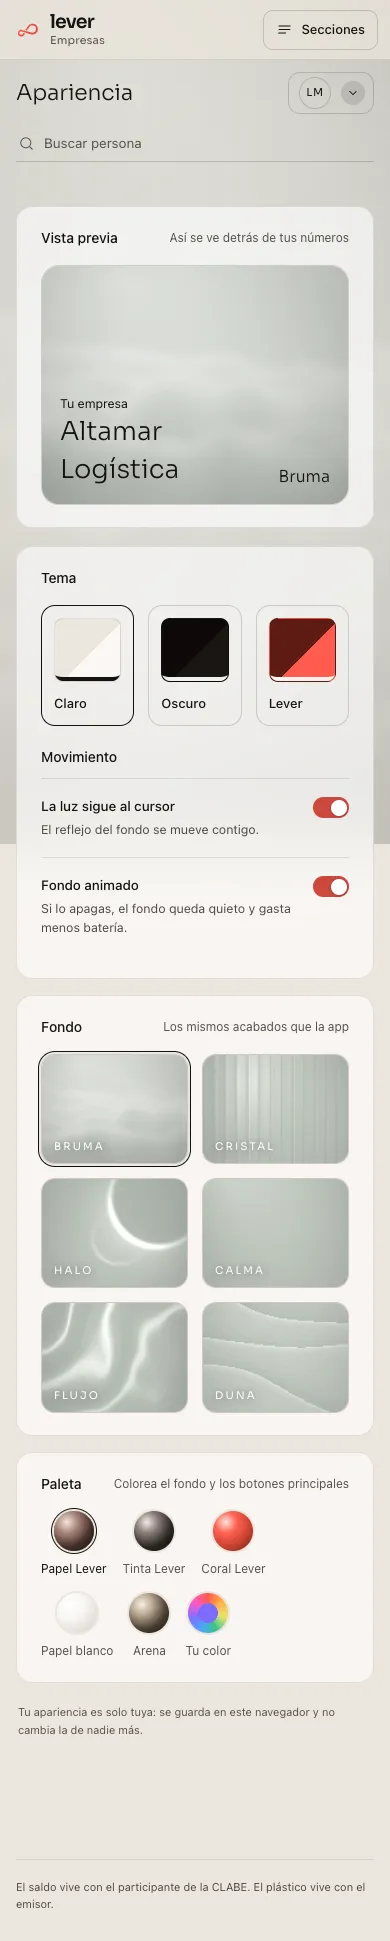 lever
Empresas
Secciones
Apariencia
LM
Buscar persona
Vista previa
Así se ve detrás de tus números
Tu empresa
Altamar
Logística
Bruma
Tema
Claro
Oscuro
Lever
Movimiento
La luz sigue al cursor
El reflejo del fondo se mueve contigo.
Fondo animado
Si lo apagas, el fondo queda quieto y gasta
menos batería.
Fondo
Los mismos acabados que la app
BRUMA
CRISTAL
HALO
CALMA
FLUJO
DUNA
Paleta
Colorea el fondo y los botones principales
Papel Lever
Tinta Lever
Coral Lever
Papel blanco
Arena
Tu color
Tu apariencia es solo tuya: se guarda en este navegador y no
cambia la de nadie más.
El saldo vive con el participante de la CLABE. El plástico vive con el
emisor.